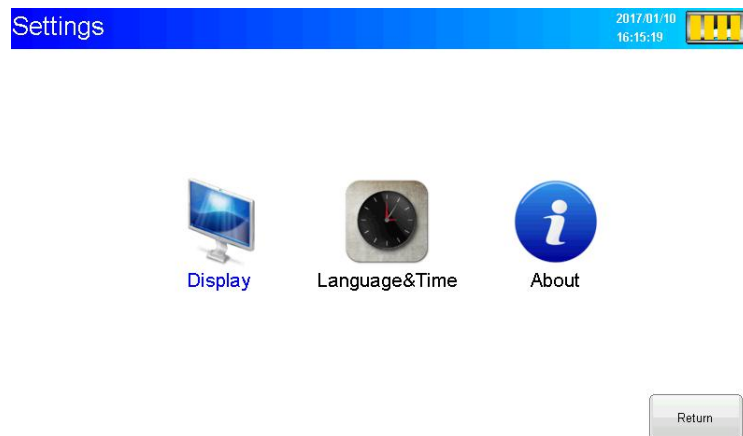 Settings
2017/01/10
16:15:19
Display
Language&Time
About
Return